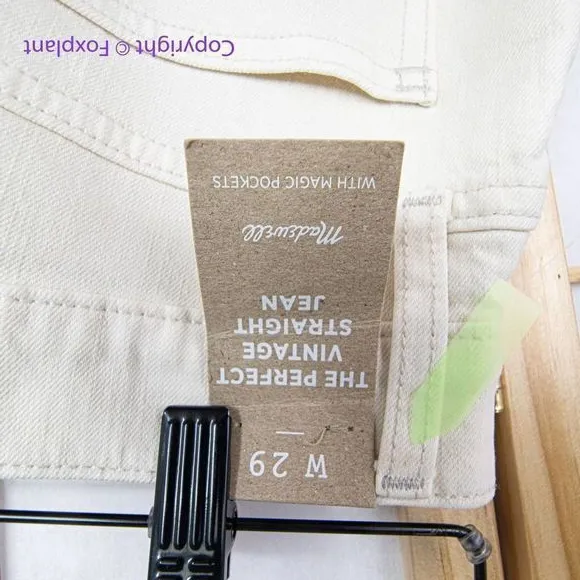 W 29
THE PERFECT
VINTAGE
STRAIGHT
JEAN
Madewell
WITH MAGIC POCKETS
Copyright © Foxplant